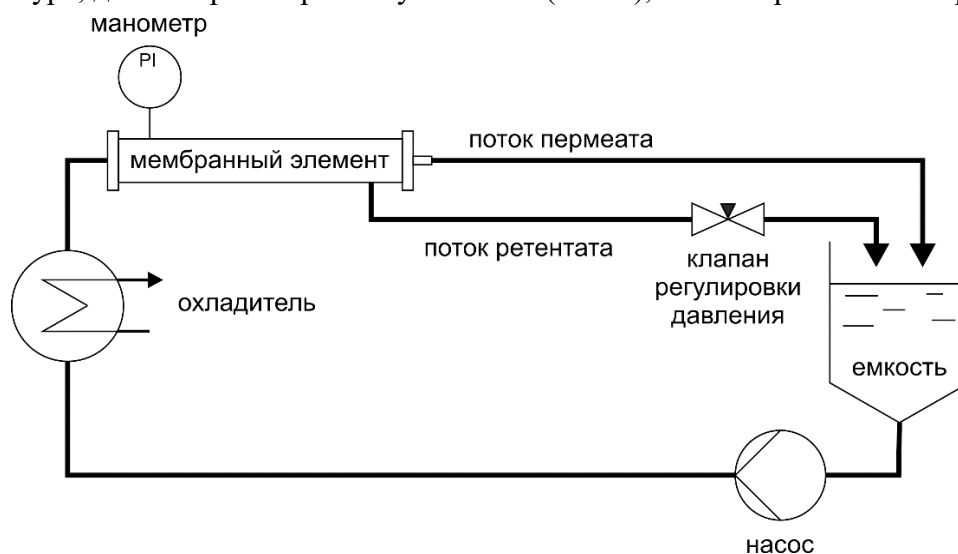 манометр
PI
мембранный элемент
поток пермеата
поток ретентата
клапан
регулировки
давления
охладитель
емкость
насос